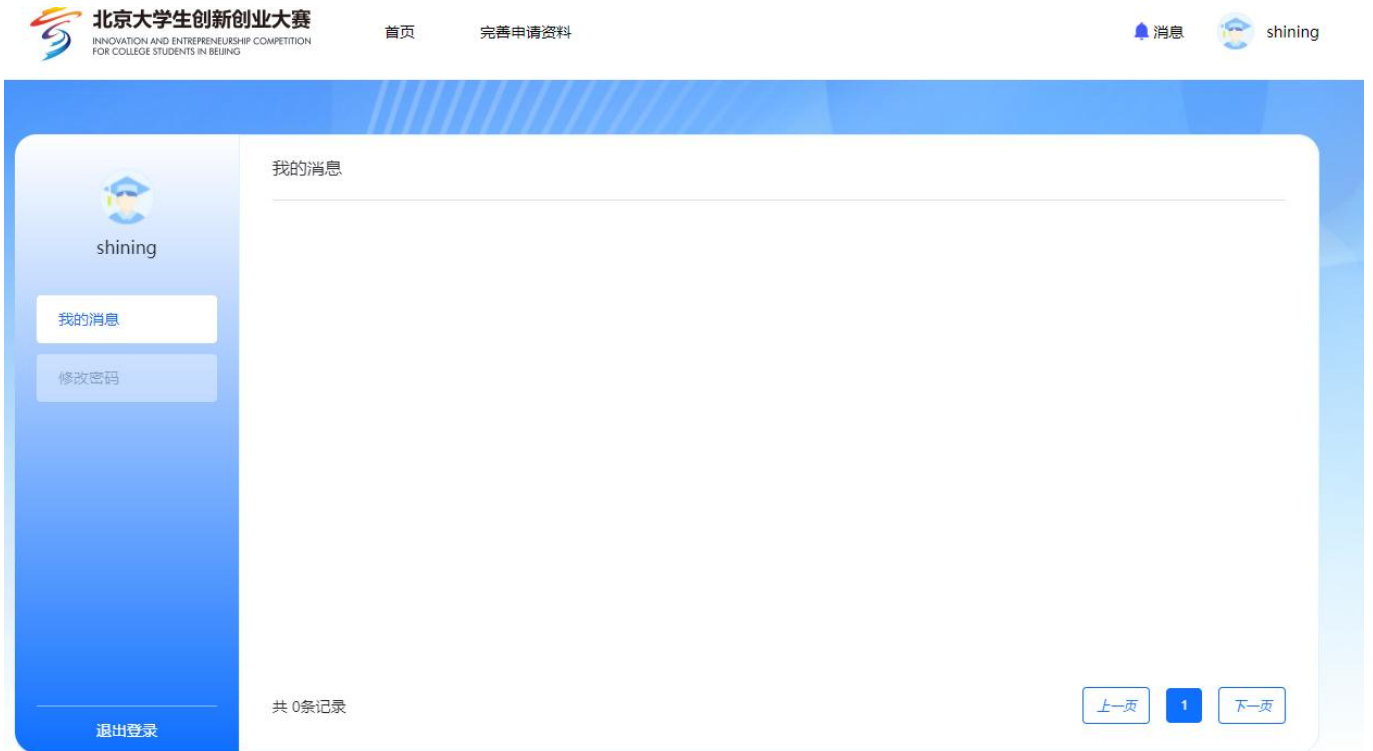 北京大学生创新创业大赛
INNOVATION AND ENTREPRENEURSHIP COMPETITION
FOR COLLEGE STUDENTS IN BEIJING
首页
完善申请资料
消息
shining
shining
我的消息
修改密码
退出登录
我的消息
共 0条记录
上一页
1
下一页